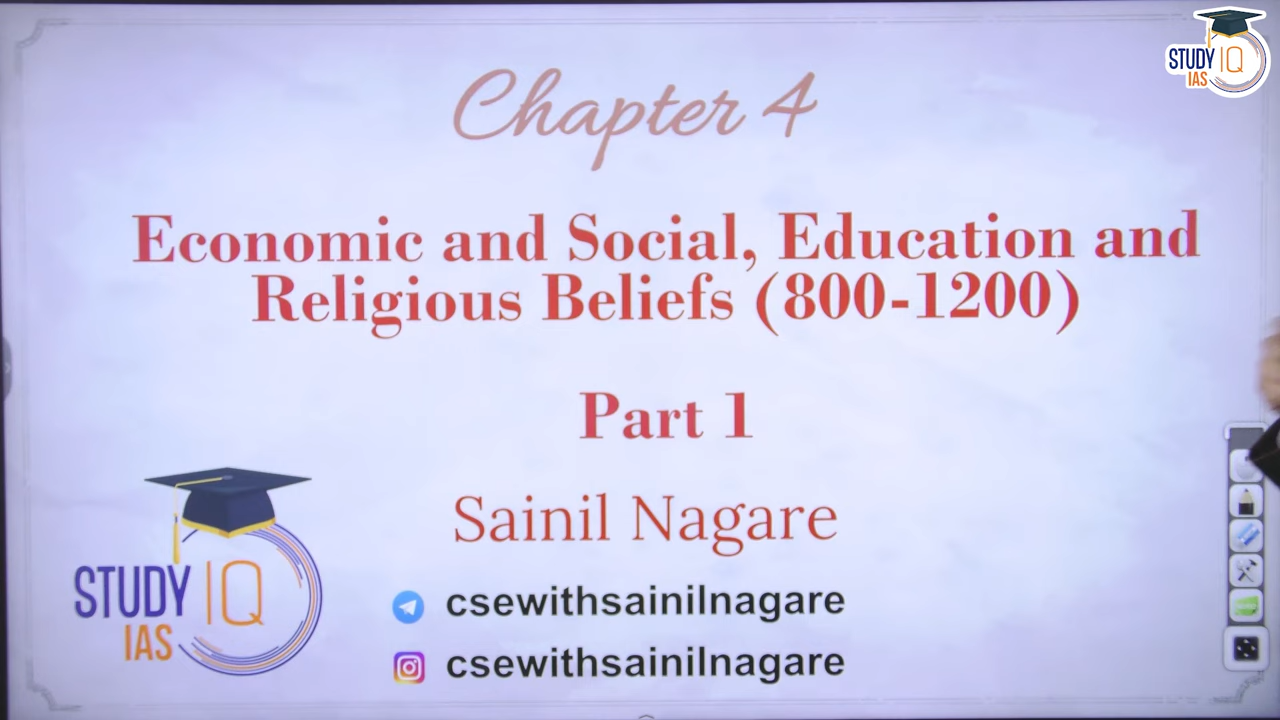 STUDY IQ
IAS
Chapter 4
Economic and Social, Education and
Religious Beliefs (800-1200)
Part 1
Sainil Nagare
STUDY IQ
IAS
csewithsainilnagare
csewithsainilnagare